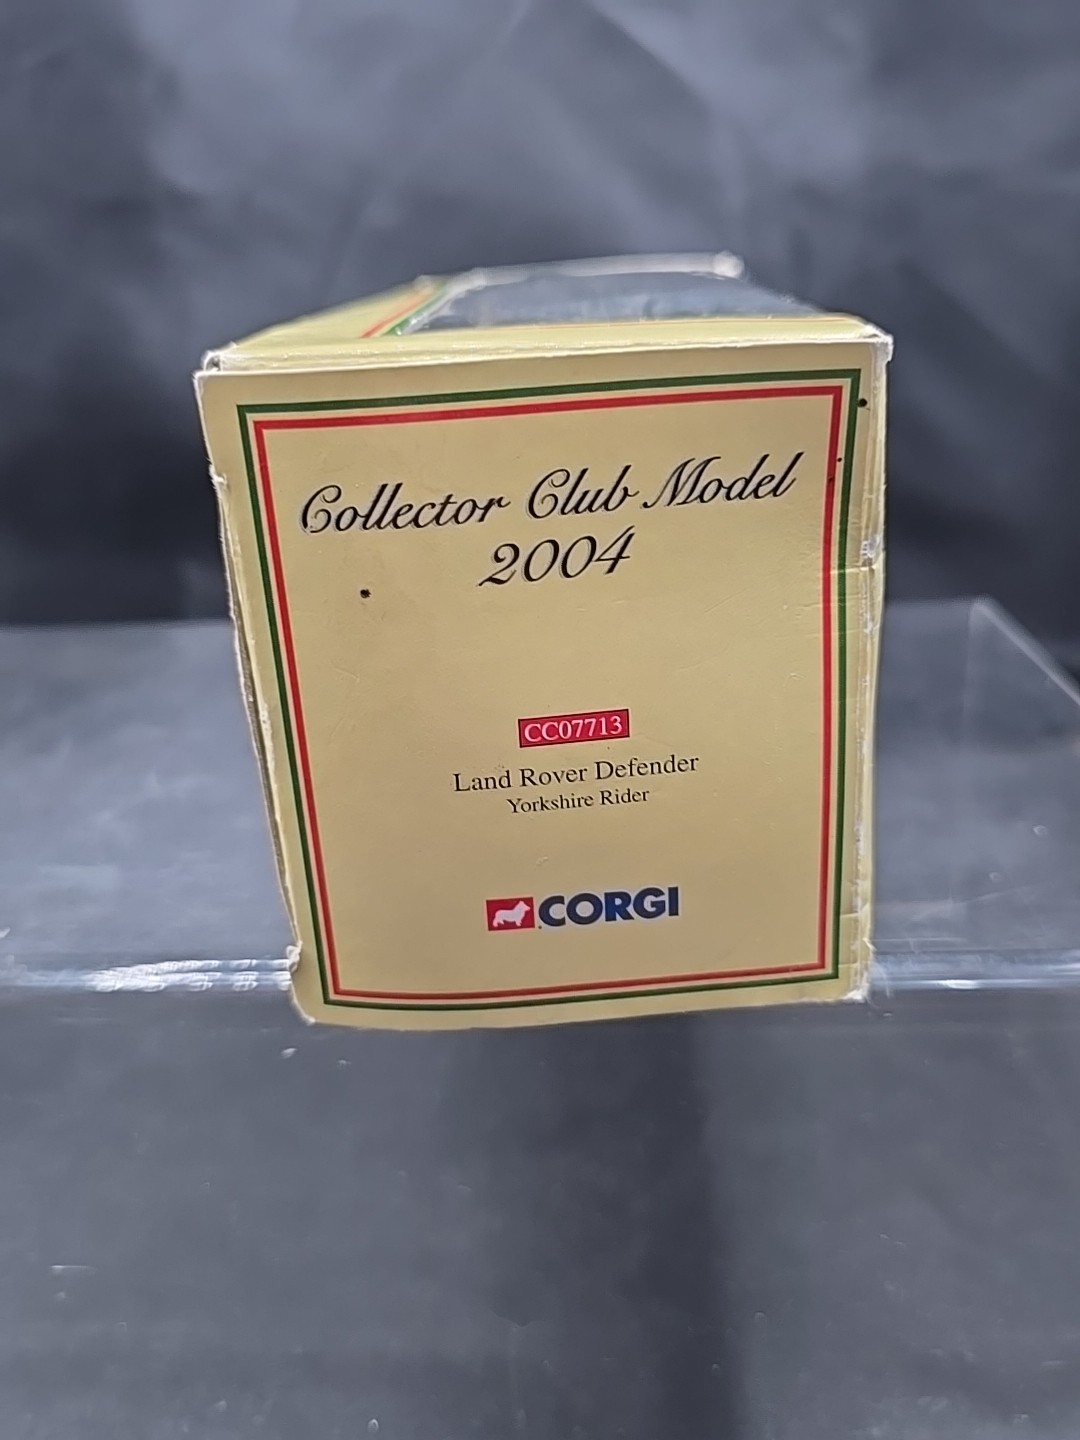 Collector Club Model
2004
CC07713
Land Rover Defender
Yorkshire Rider
CORGI